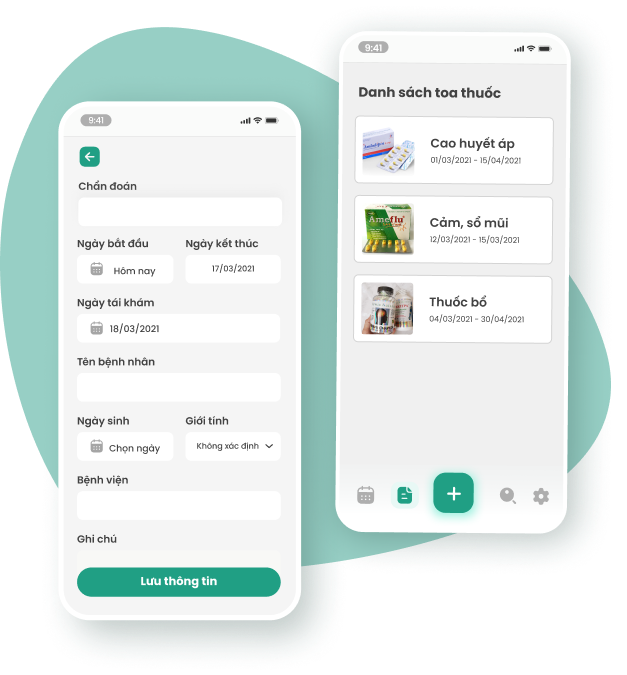 9:41
Chẩn đoán
Ngày bắt đầu
Ngày kết thúc
Hôm nay
17/03/2021
Ngày tái khám
18/03/2021
Tên bệnh nhân
Ngày sinh
Giới tính
Chọn ngày
Không xác định
Bệnh viện
Ghi chú
Lưu thông tin
9:41
Danh sách toa thuốc
Cao huyết áp
01/03/2021 - 15/04/2021
Ameflu
Cảm, sổ mũi
12/03/2021 - 15/03/2021
Thuốc bổ
04/03/2021 - 30/04/2021